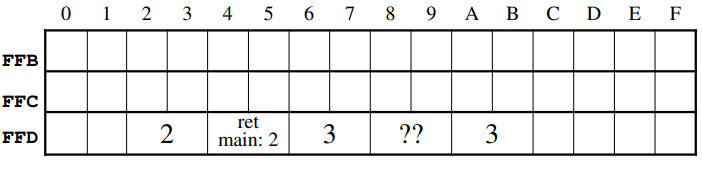 0 1 2 3 4 5 6 7 8 9 A B C D E F
FFB
FFC
FFD 2 ret main: 2 3 ?? 3